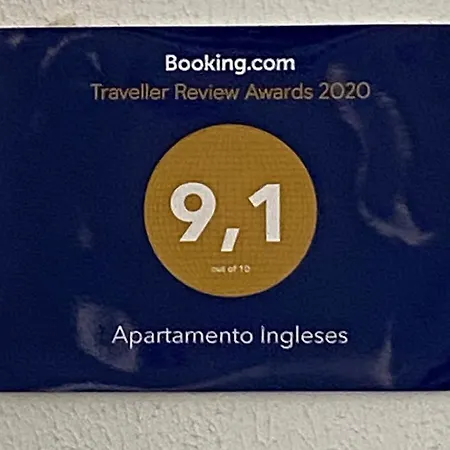 Booking.com
Traveller Review Awards 2020
9,1
out of 10
Apartamento Ingleses